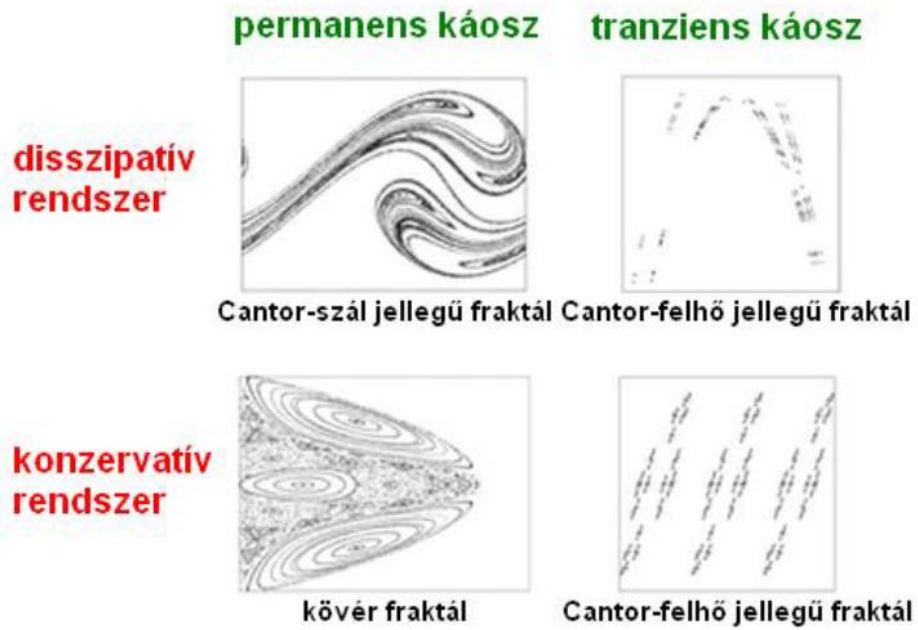 permanens káosz tranziens káosz
disszipatív
rendszer
Cantor-szál jellegű fraktál Cantor-felhő jellegű fraktál
konzervatív
rendszer
kövér fraktál Cantor-felhő jellegű fraktál